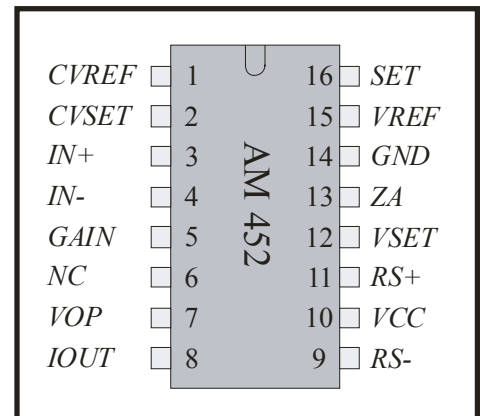 CVREF 1 16 SET
CVSET 2 15 VREF
IN+ 3 14 GND
IN- 4 13 ZA
GAIN 5 12 VSET
NC 6 11 RS+
VOP 7 10 VCC
IOUT 8 9 RS-
AM 452